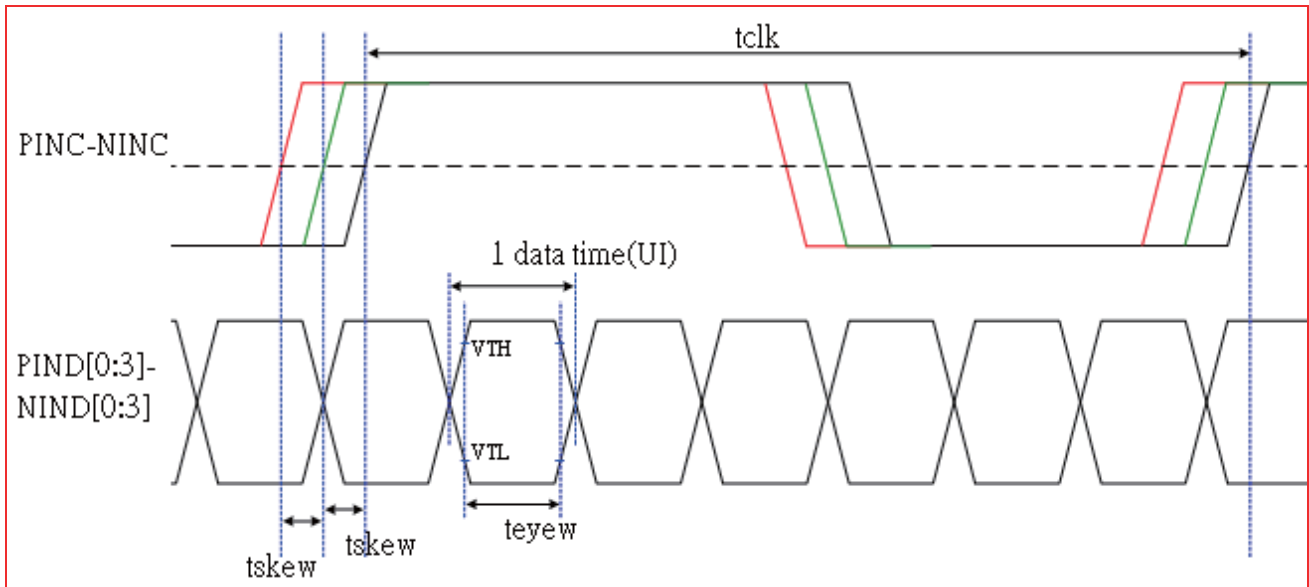 tclk
PINC-NINC
1 data time(UI)
VTH
PIND[0:3]-
NIND[0:3]
VTL
teyew
tskew
tskew